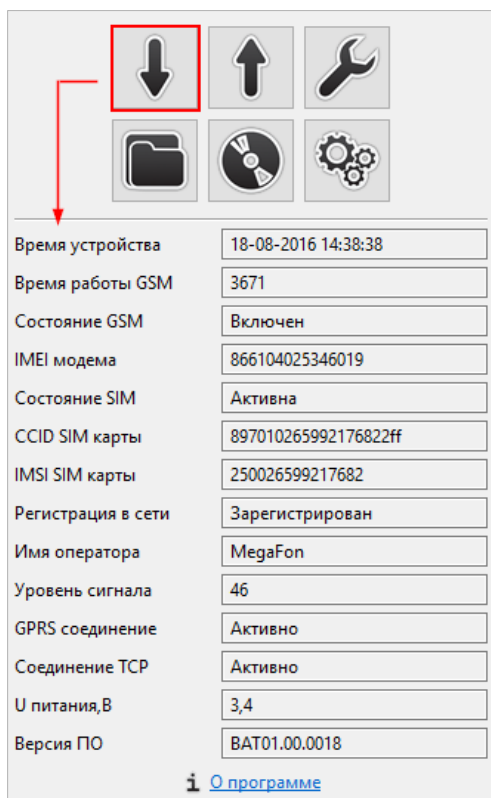 Время устройства 18-08-2016 14:38:38
Время работы GSM 3671
Состояние GSM Включен
IMEI модема 866104025346019
Состояние SIM Активна
CCID SIM карты 897010265992176822ff
IMSI SIM карты 250026599217682
Регистрация в сети Зарегистрирован
Имя оператора MegaFon
Уровень сигнала 46
GPRS соединение Активно
Соединение TCP Активно
U питания,В 3,4
Версия ПО BAT01.00.0018
i О программе